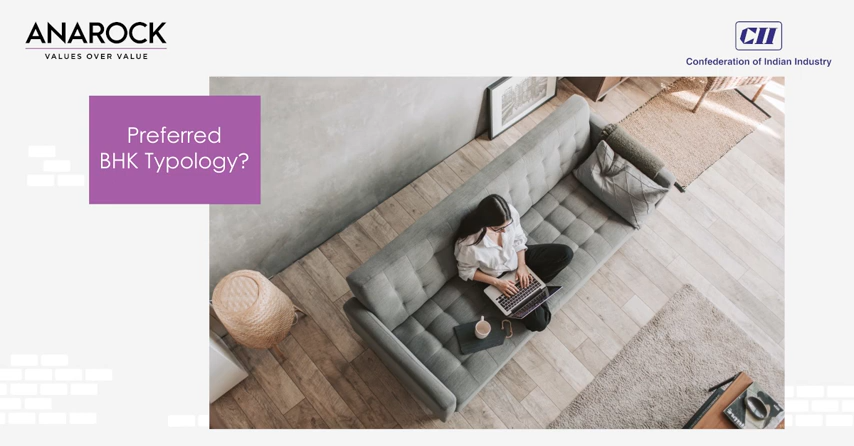 ANAROCK
VALUES OVER VALUE
CII
Confederation of Indian Industry
Preferred
BHK Typology?